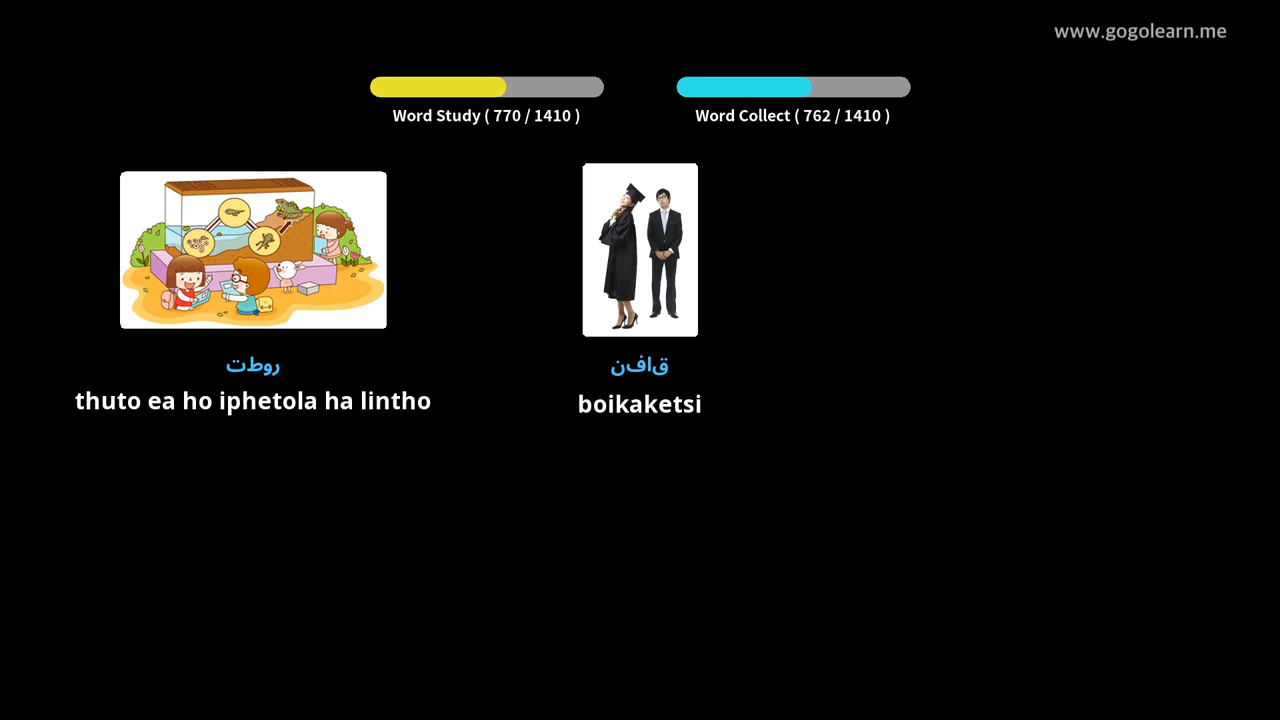 www.gogolearn.me
Word Study ( 770 / 1410 )
Word Collect ( 762 / 1410 )
روطت
thuto ea ho iphetola ha lintho
قافن
boikaketsi